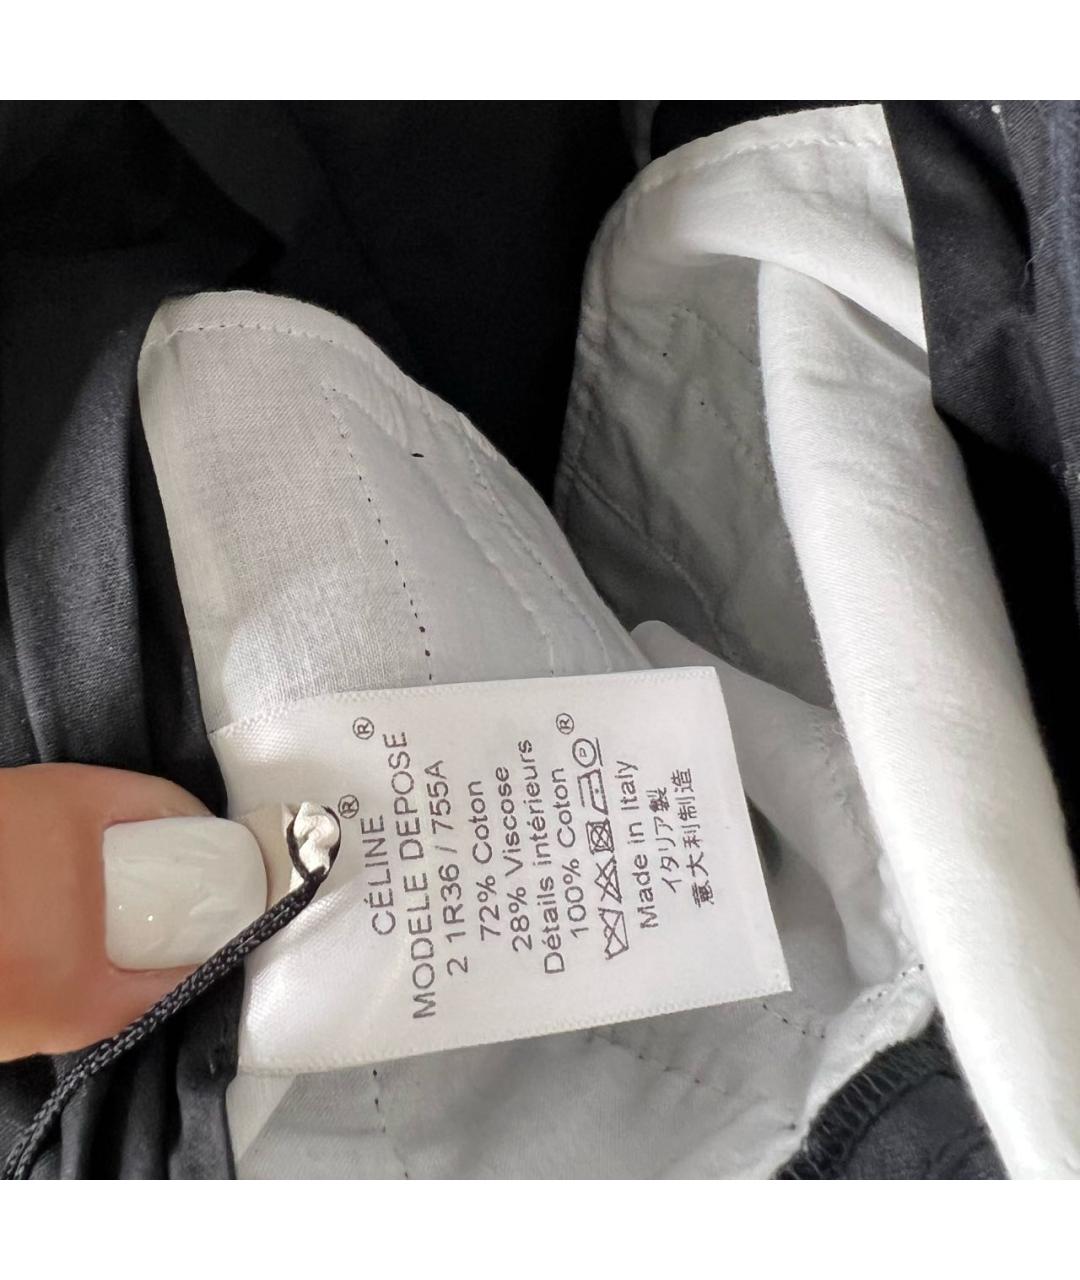 CÉLINE ®
MODELE DEPOSE ®
2 1R36 / 755A
72% Coton
28% Viscose
Détails intérieurs
100% Coton ®
Made in Italy
イタリア製
意大利制造